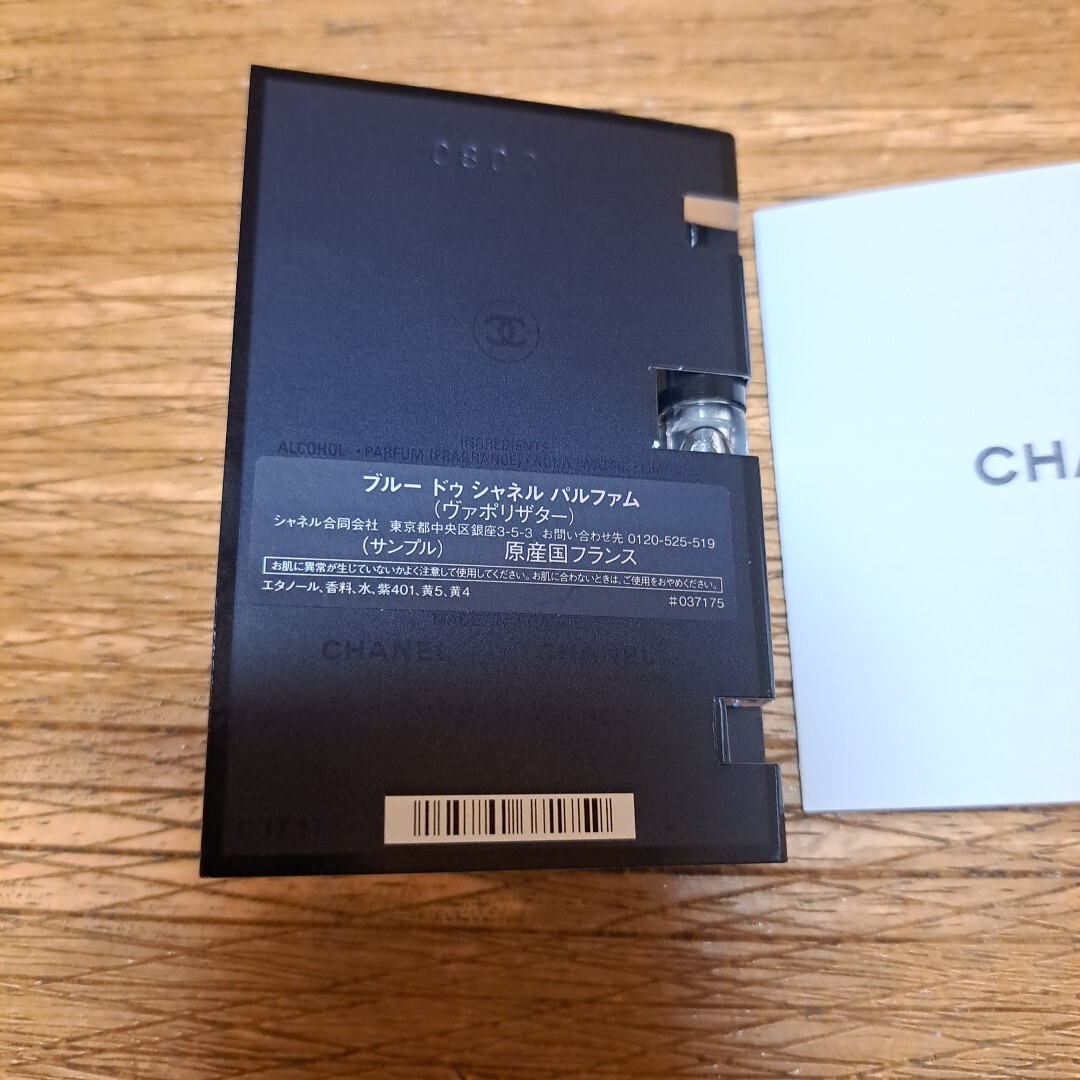 0802
INGREDIENTS
ALCOHOL • PARFUM (FRAGRANCE) •
ブルー ドゥ シャネル パルファム
(ヴァポリザター)
シャネル合同会社 東京都中央区銀座3-5-3 お問い合わせ先 0120-525-519
(サンプル) 原産国フランス
お肌に異常が生じていないかよく注意して使用してください。お肌に合わないときは、ご使用をおやめください。
エタノール、香料、水、紫401、黄5、黄4
#037175
CHANEL CHANEL
CHA